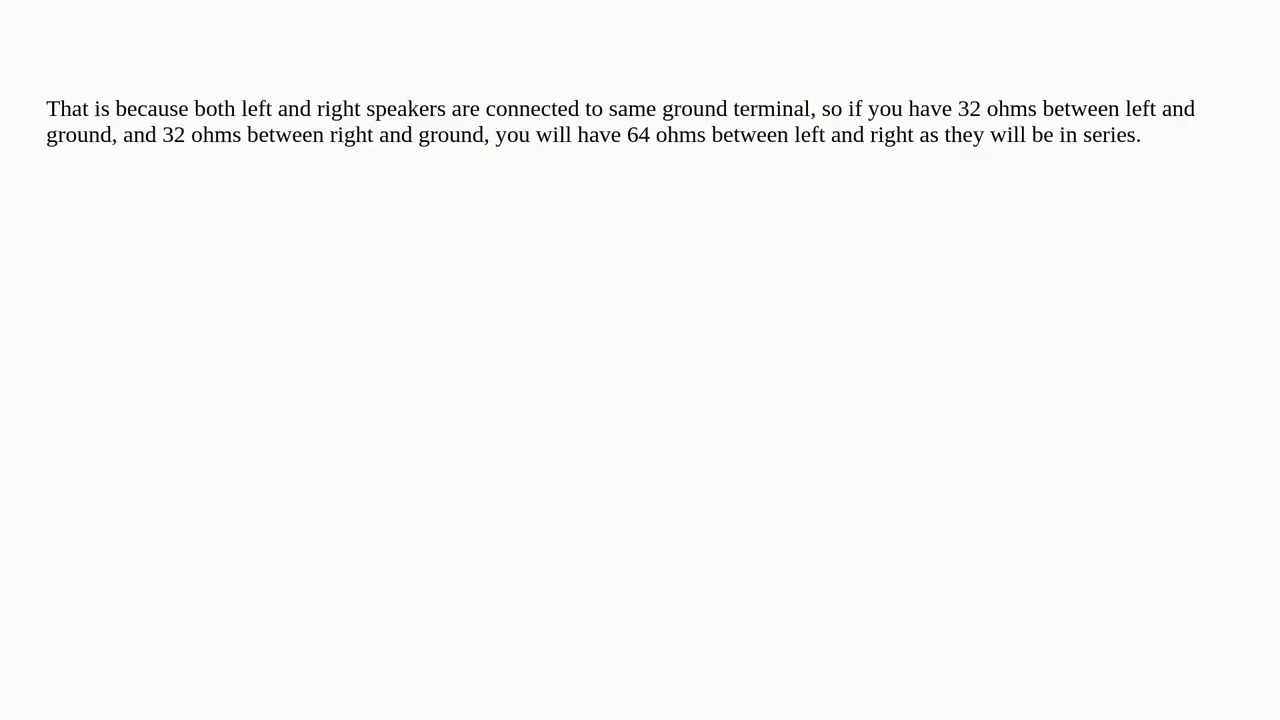 That is because both left and right speakers are connected to same ground terminal, so if you have 32 ohms between left and
ground, and 32 ohms between right and ground, you will have 64 ohms between left and right as they will be in series.